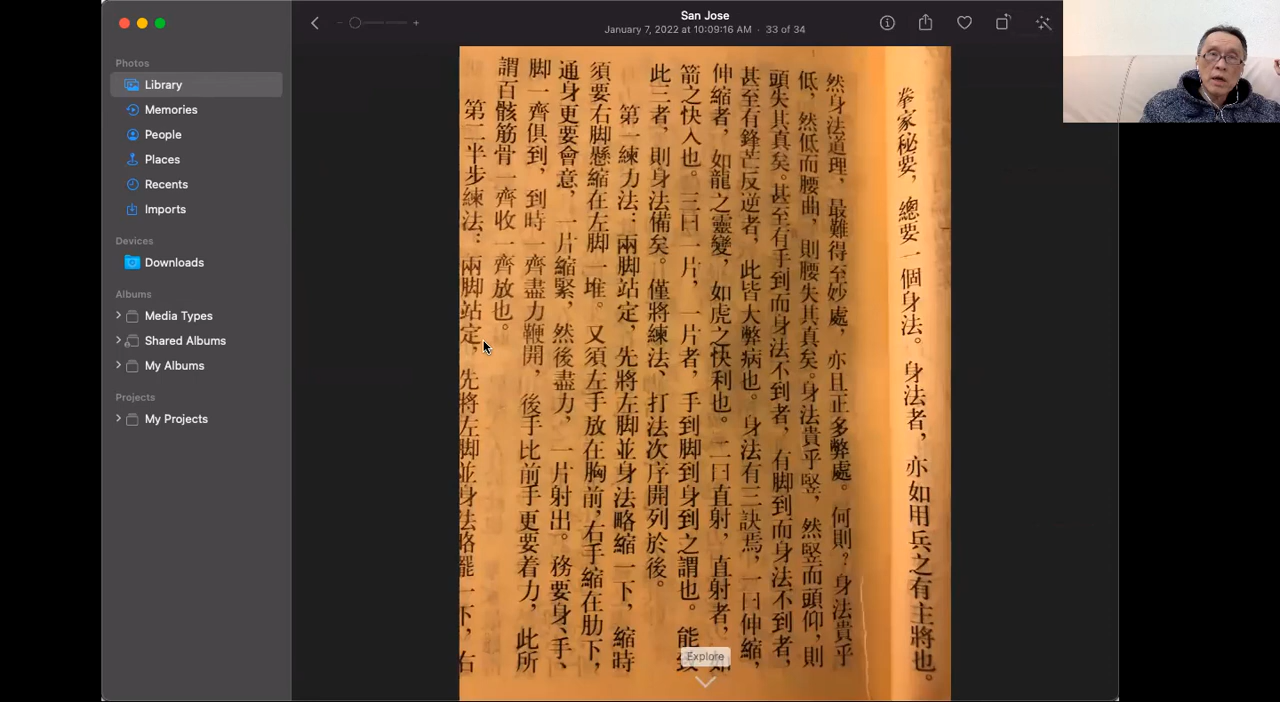 San Jose
January 7, 2022 at 10:09:16 AM · 33 of 34
Photos
Library
Memories
People
Places
Recents
Imports
Devices
Downloads
Albums
Media Types
Shared Albums
My Albums
Projects
My Projects
拳家秘要，總要一個身法。身法者，亦如用兵之有主將也。
然身法道理，最難得至妙處，亦且正多弊處。何則？身法貴乎
低，然低而腰曲，則腰失其真矣。身法貴乎竪，然竪而頭仰，則
頭失其真矣。甚至有手到而身法不到者，有脚到而身法不到者，
甚至有鋒芒反逆者，此皆大弊病也。身法有三訣焉，一曰伸縮，
伸縮者，如龍之靈變，如虎之快利也。二曰直射，直射者，如
箭之快入也。三曰一片，一片者，手到脚到身到之謂也。能
此三者，則身法備矣。僅將練法、打法次序開列於後。
第一練力法：兩脚站定，先將左脚並身法略縮一下，縮時
須要右脚懸縮在左脚一堆。又須左手放在胸前，右手縮在肋下，
通身更要會意，一片縮緊，然後盡力，一片射出。務要身、手、
脚一齊俱到，到時一齊盡力鞭開，後手比前手更要着力，此所
謂百骸筋骨一齊收一齊放也。
第二半步練法：兩脚站定，先將左脚並身法略擺一下，右
Explore